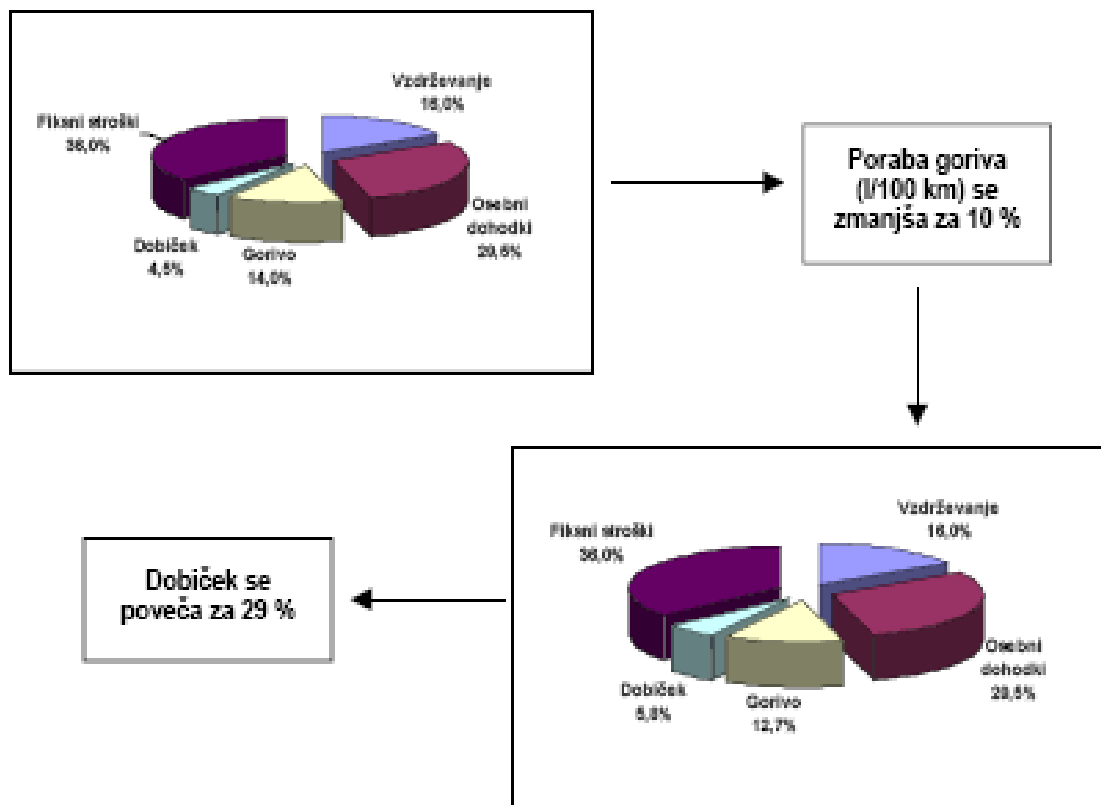 Vzdrževanje
16,0%
Fiksni stroški
36,0%
Osebni
dohodki
29,5%
Dobiček
4,5%
Gorivo
14,0%
Poraba goriva
(l/100 km) se
zmanjša za 10 %
Vzdrževanje
16,0%
Fiksni stroški
36,0%
Osebni
dohodki
29,5%
Dobiček
5,8%
Gorivo
12,7%
Dobiček se
poveča za 29 %